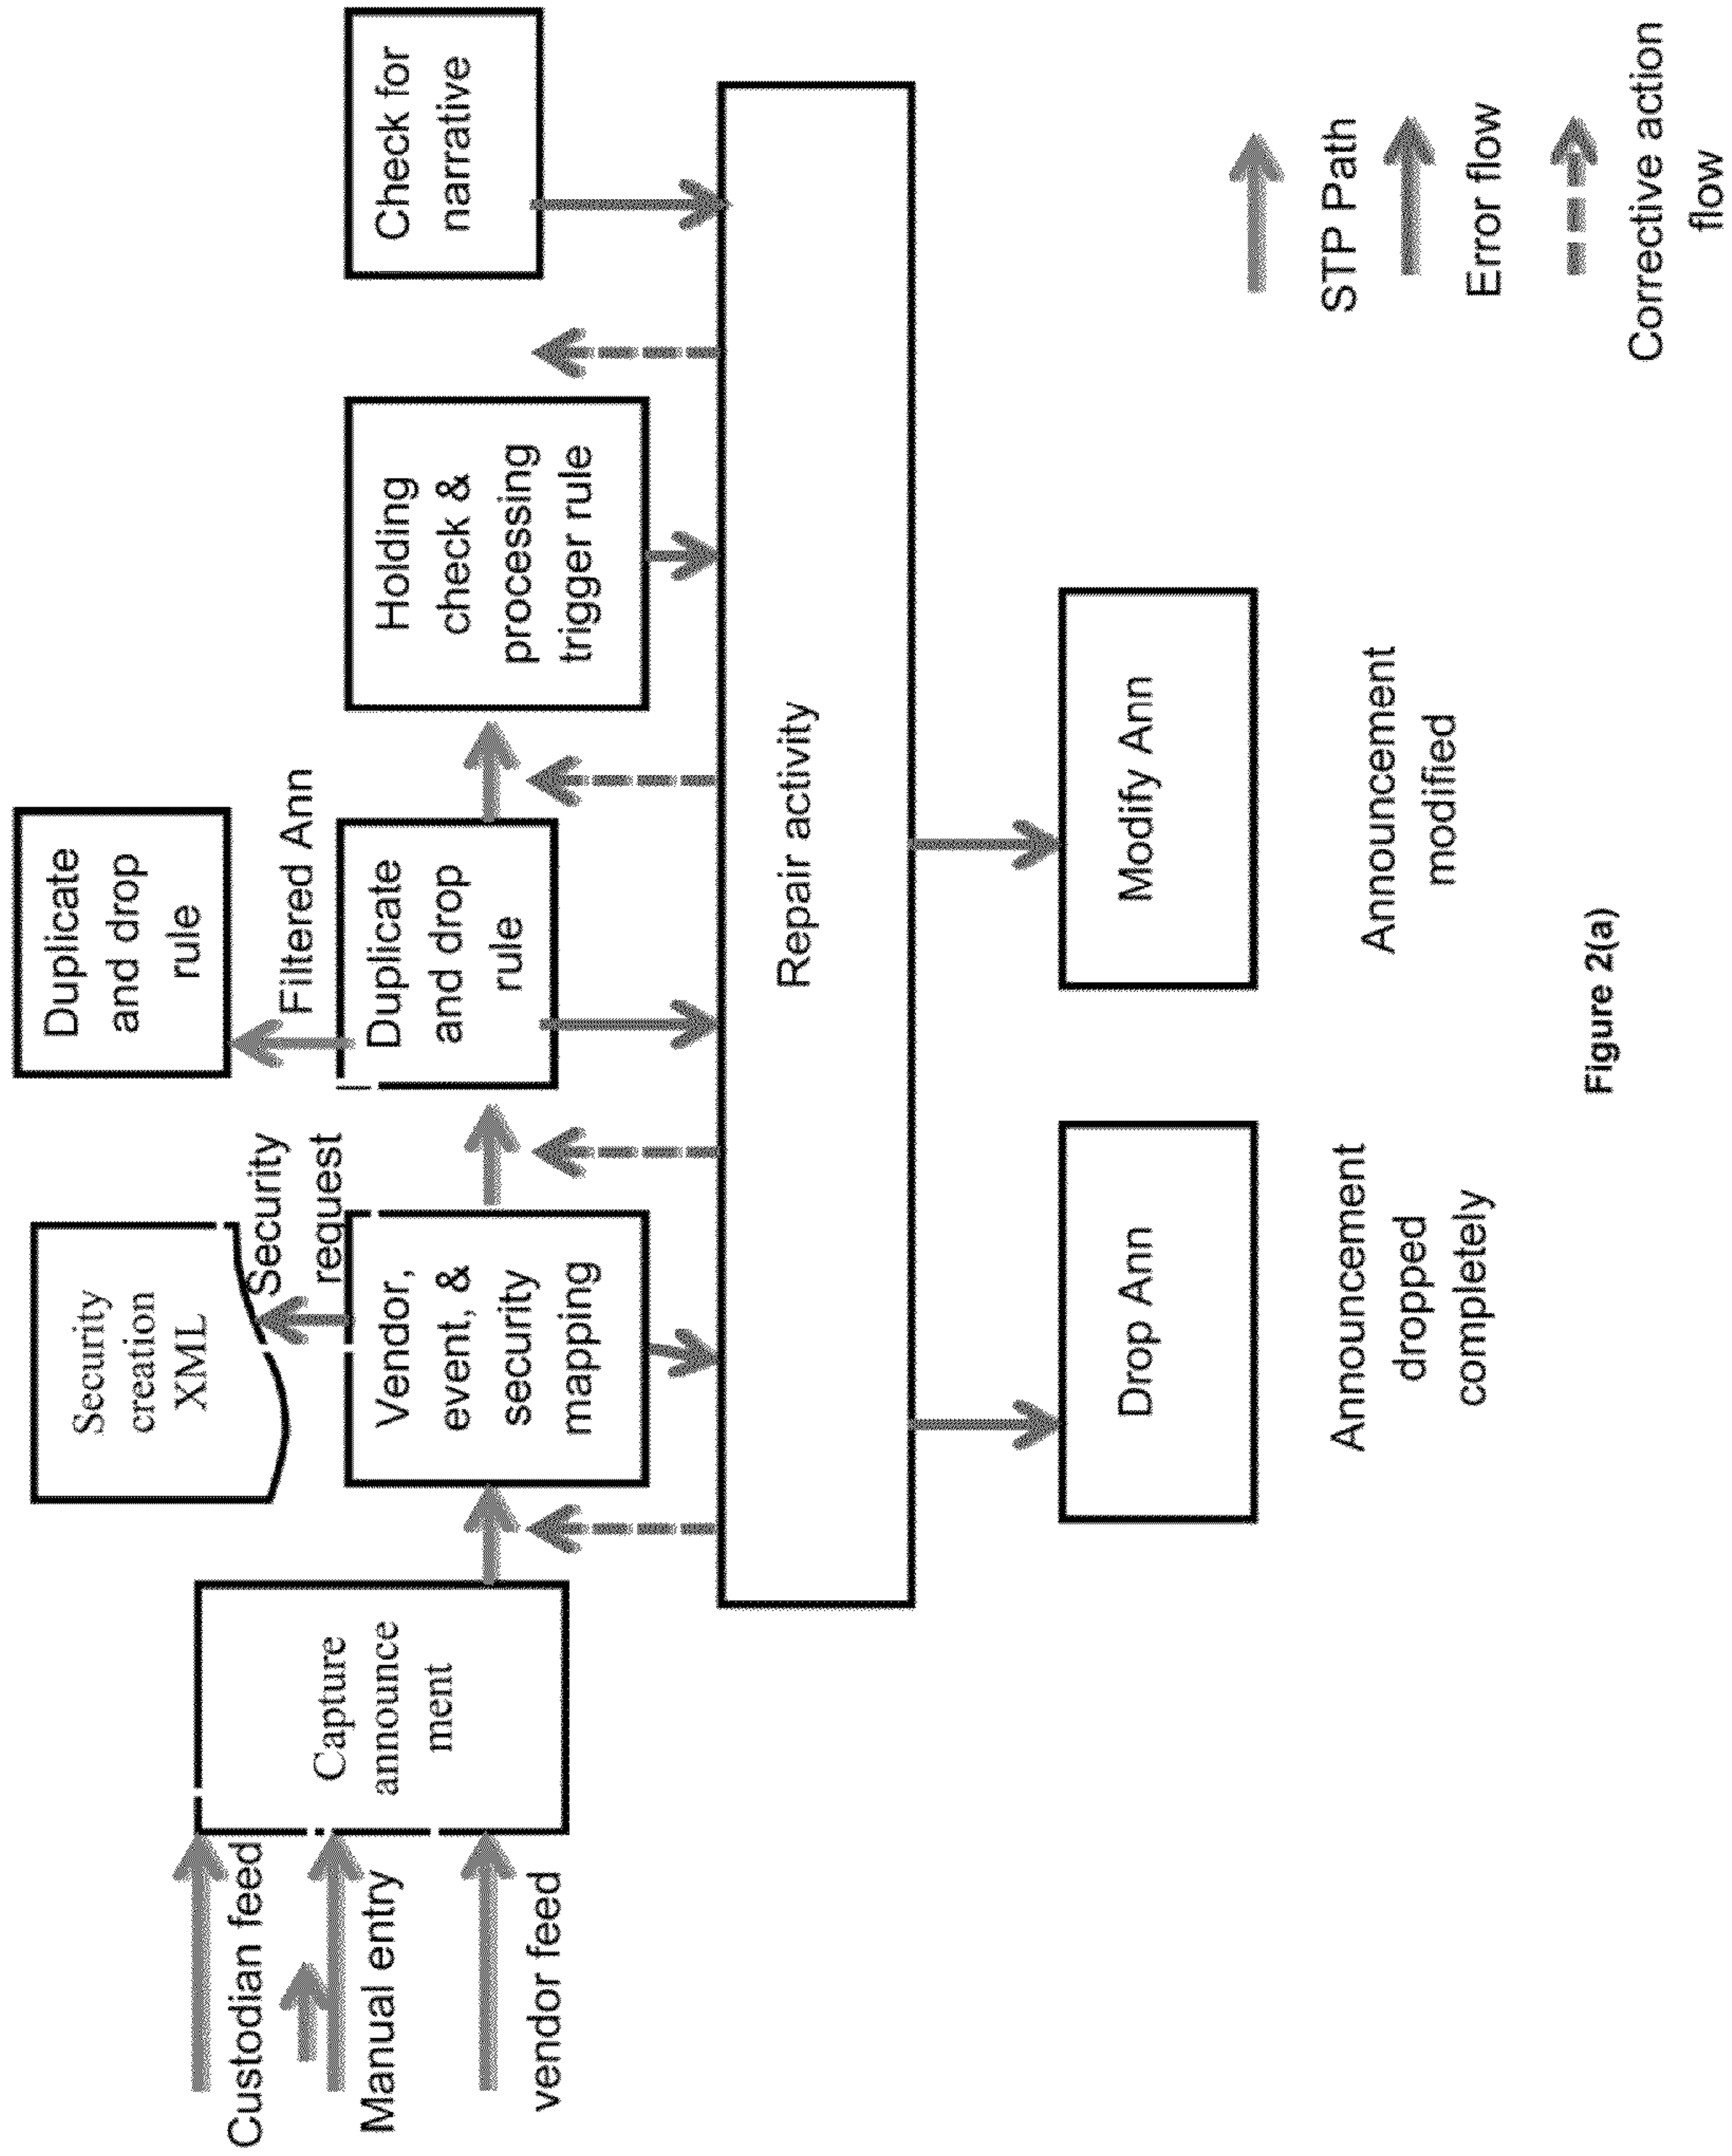 Custodian feed
Manual entry
vendor feed
Capture
announce
ment
Security
creation
XML
Security
request
Vendor,
event, &
security
mapping
Duplicate
and drop
rule
Filtered Ann
Duplicate
and drop
rule
Holding
check &
processing
trigger rule
Check for
narrative
Repair activity
Drop Ann
Announcement
dropped
completely
Modify Ann
Announcement
modified
STP Path
Error flow
Corrective action
flow
Figure 2(a)